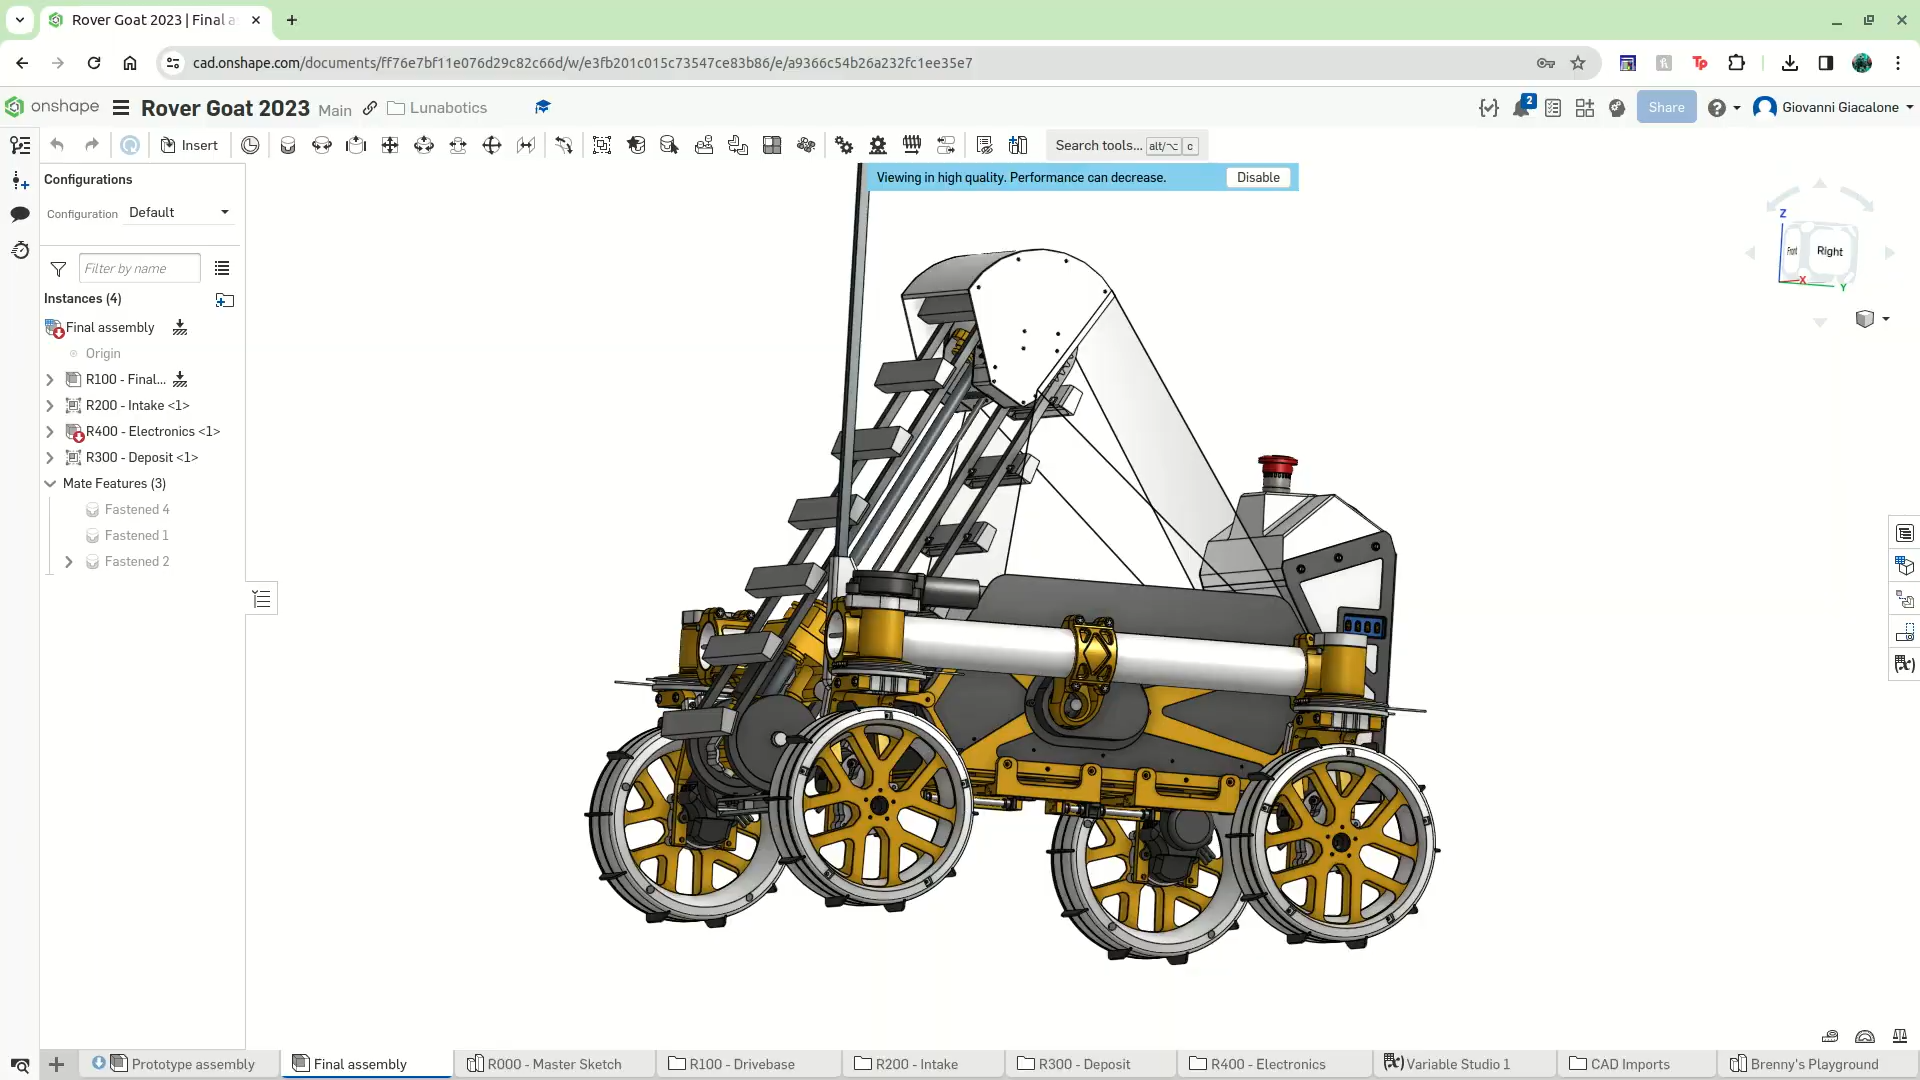 Rover Goat 2023 | Final a
cad.onshape.com/documents/ff76e7bf11e076d29c82c66d/w/e3fb201c015c73547ce83b86/e/a9366c54b26a232fc1ee35e7
onshape Rover Goat 2023 Main Lunabotics 2 Share Giovanni Giacalone
Insert Search tools... alt/⌥ c
Configurations
Viewing in high quality. Performance can decrease. Disable
Configuration Default
Z
Front Right
X Y
Filter by name
Instances (4)
Final assembly
Origin
R100 - Final...
R200 - Intake <1>
R400 - Electronics <1>
R300 - Deposit <1>
Mate Features (3)
Fastened 4
Fastened 1
Fastened 2
Prototype assembly Final assembly R000 - Master Sketch R100 - Drivebase R200 - Intake R300 - Deposit R400 - Electronics Variable Studio 1 CAD Imports Brenny's Playground